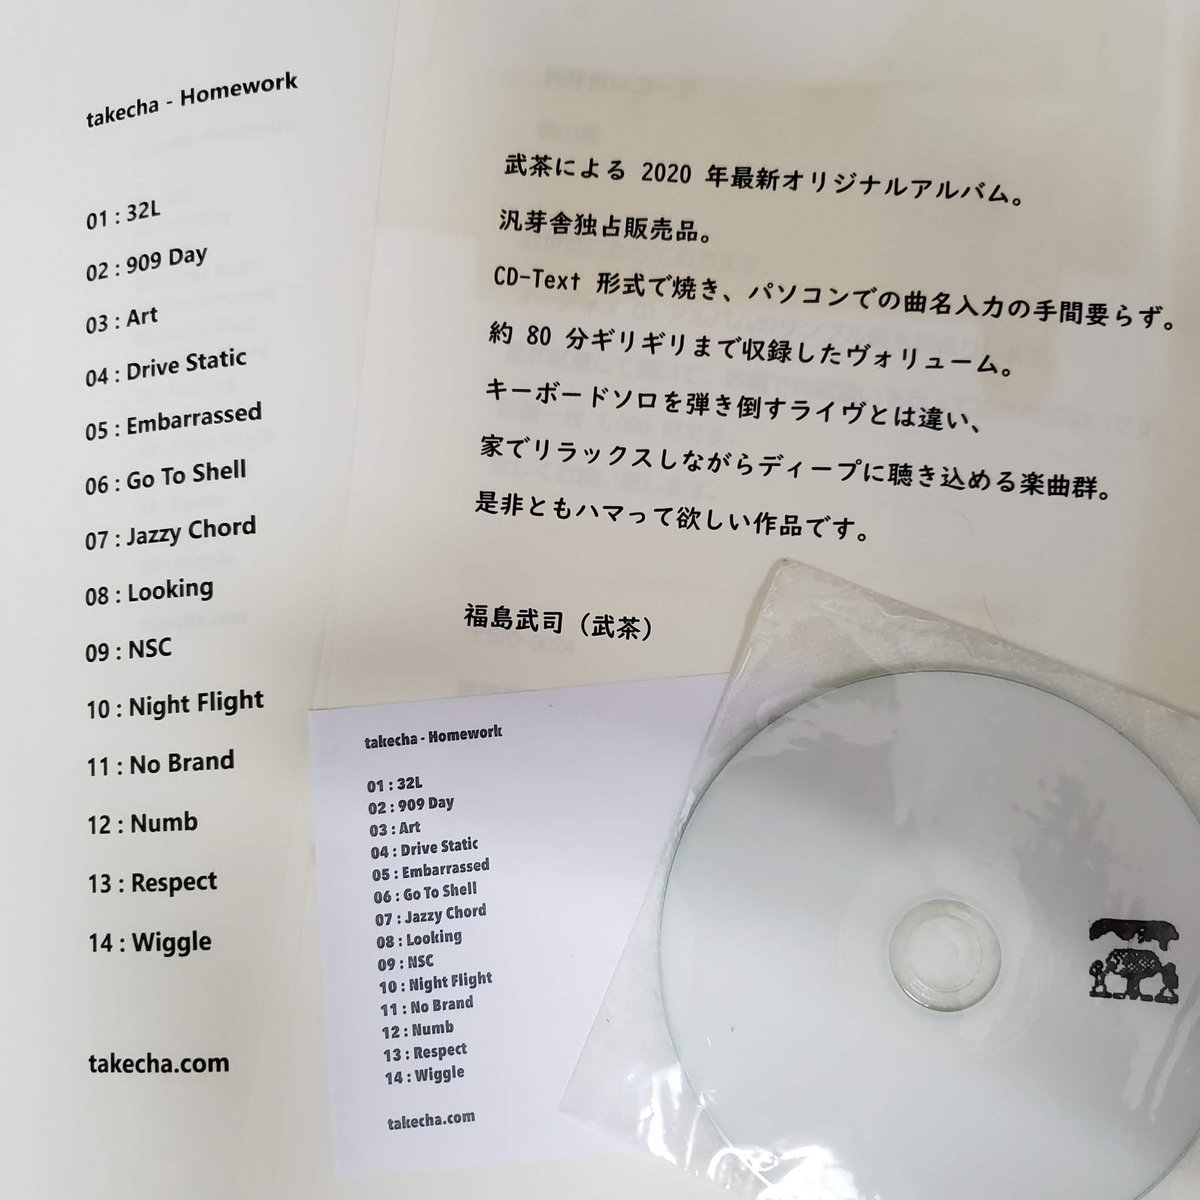 takecha - Homework
01 : 32L
02 : 909 Day
03 : Art
04 : Drive Static
05 : Embarrassed
06 : Go To Shell
07 : Jazzy Chord
08 : Looking
09 : NSC
10 : Night Flight
11 : No Brand
12 : Numb
13 : Respect
14 : Wiggle
takecha.com
武茶による 2020 年最新オリジナルアルバム。
汎芽舎独占販売品。
CD-Text 形式で焼き、パソコンでの曲名入力の手間要らず。
約 80 分ギリギリまで収録したヴォリューム。
キーボードソロを弾き倒すライヴとは違い、
家でリラックスしながらディープに聴き込める楽曲群。
是非ともハマって欲しい作品です。
福島武司（武茶）
takecha - Homework
01 : 32L
02 : 909 Day
03 : Art
04 : Drive Static
05 : Embarrassed
06 : Go To Shell
07 : Jazzy Chord
08 : Looking
09 : NSC
10 : Night Flight
11 : No Brand
12 : Numb
13 : Respect
14 : Wiggle
takecha.com